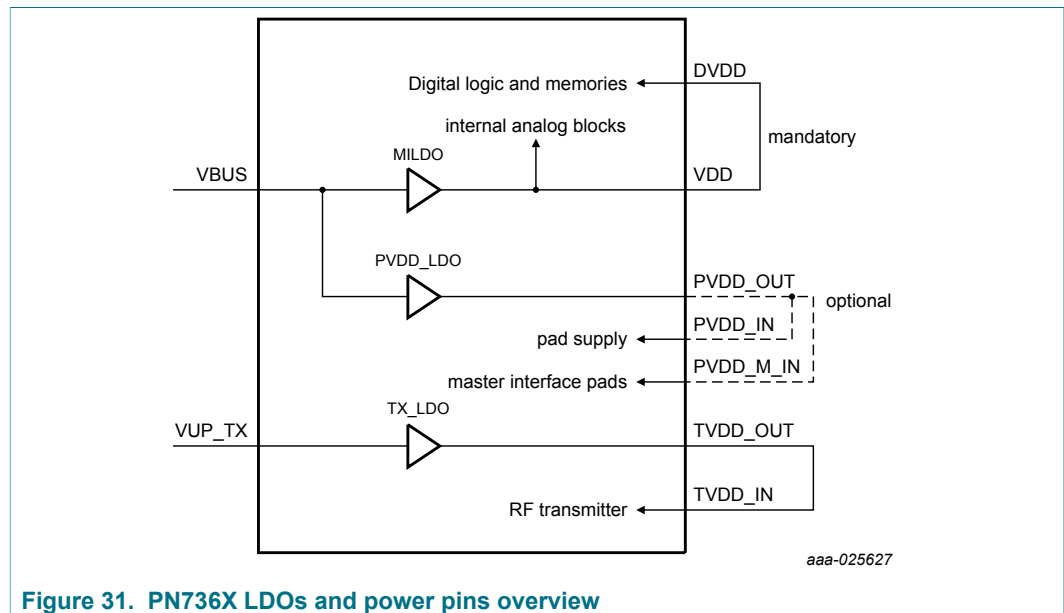 DVDD
Digital logic and memories
internal analog blocks
mandatory
MILDO
VBUS
VDD
PVDD_LDO
PVDD_OUT
optional
PVDD_IN
pad supply
PVDD_M_IN
master interface pads
TX_LDO
VUP_TX
TVDD_OUT
TVDD_IN
RF transmitter
aaa-025627
Figure 31. PN736X LDOs and power pins overview